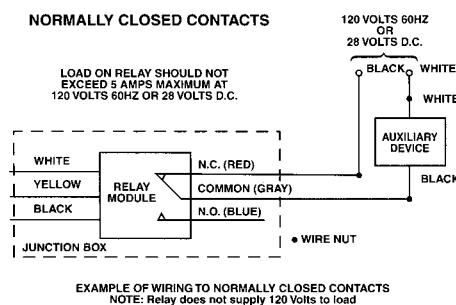 NORMALLY CLOSED CONTACTS
120 VOLTS 60HZ
OR
28 VOLTS D.C.
LOAD ON RELAY SHOULD NOT
EXCEED 5 AMPS MAXIMUM AT
120 VOLTS 60HZ OR 28 VOLTS D.C.
BLACK
WHITE
WHITE
AUXILIARY
DEVICE
BLACK
WHITE
YELLOW
BLACK
RELAY
MODULE
N.C. (RED)
COMMON (GRAY)
N.O. (BLUE)
JUNCTION BOX
WIRE NUT
EXAMPLE OF WIRING TO NORMALLY CLOSED CONTACTS
NOTE: Relay does not supply 120 Volts to load